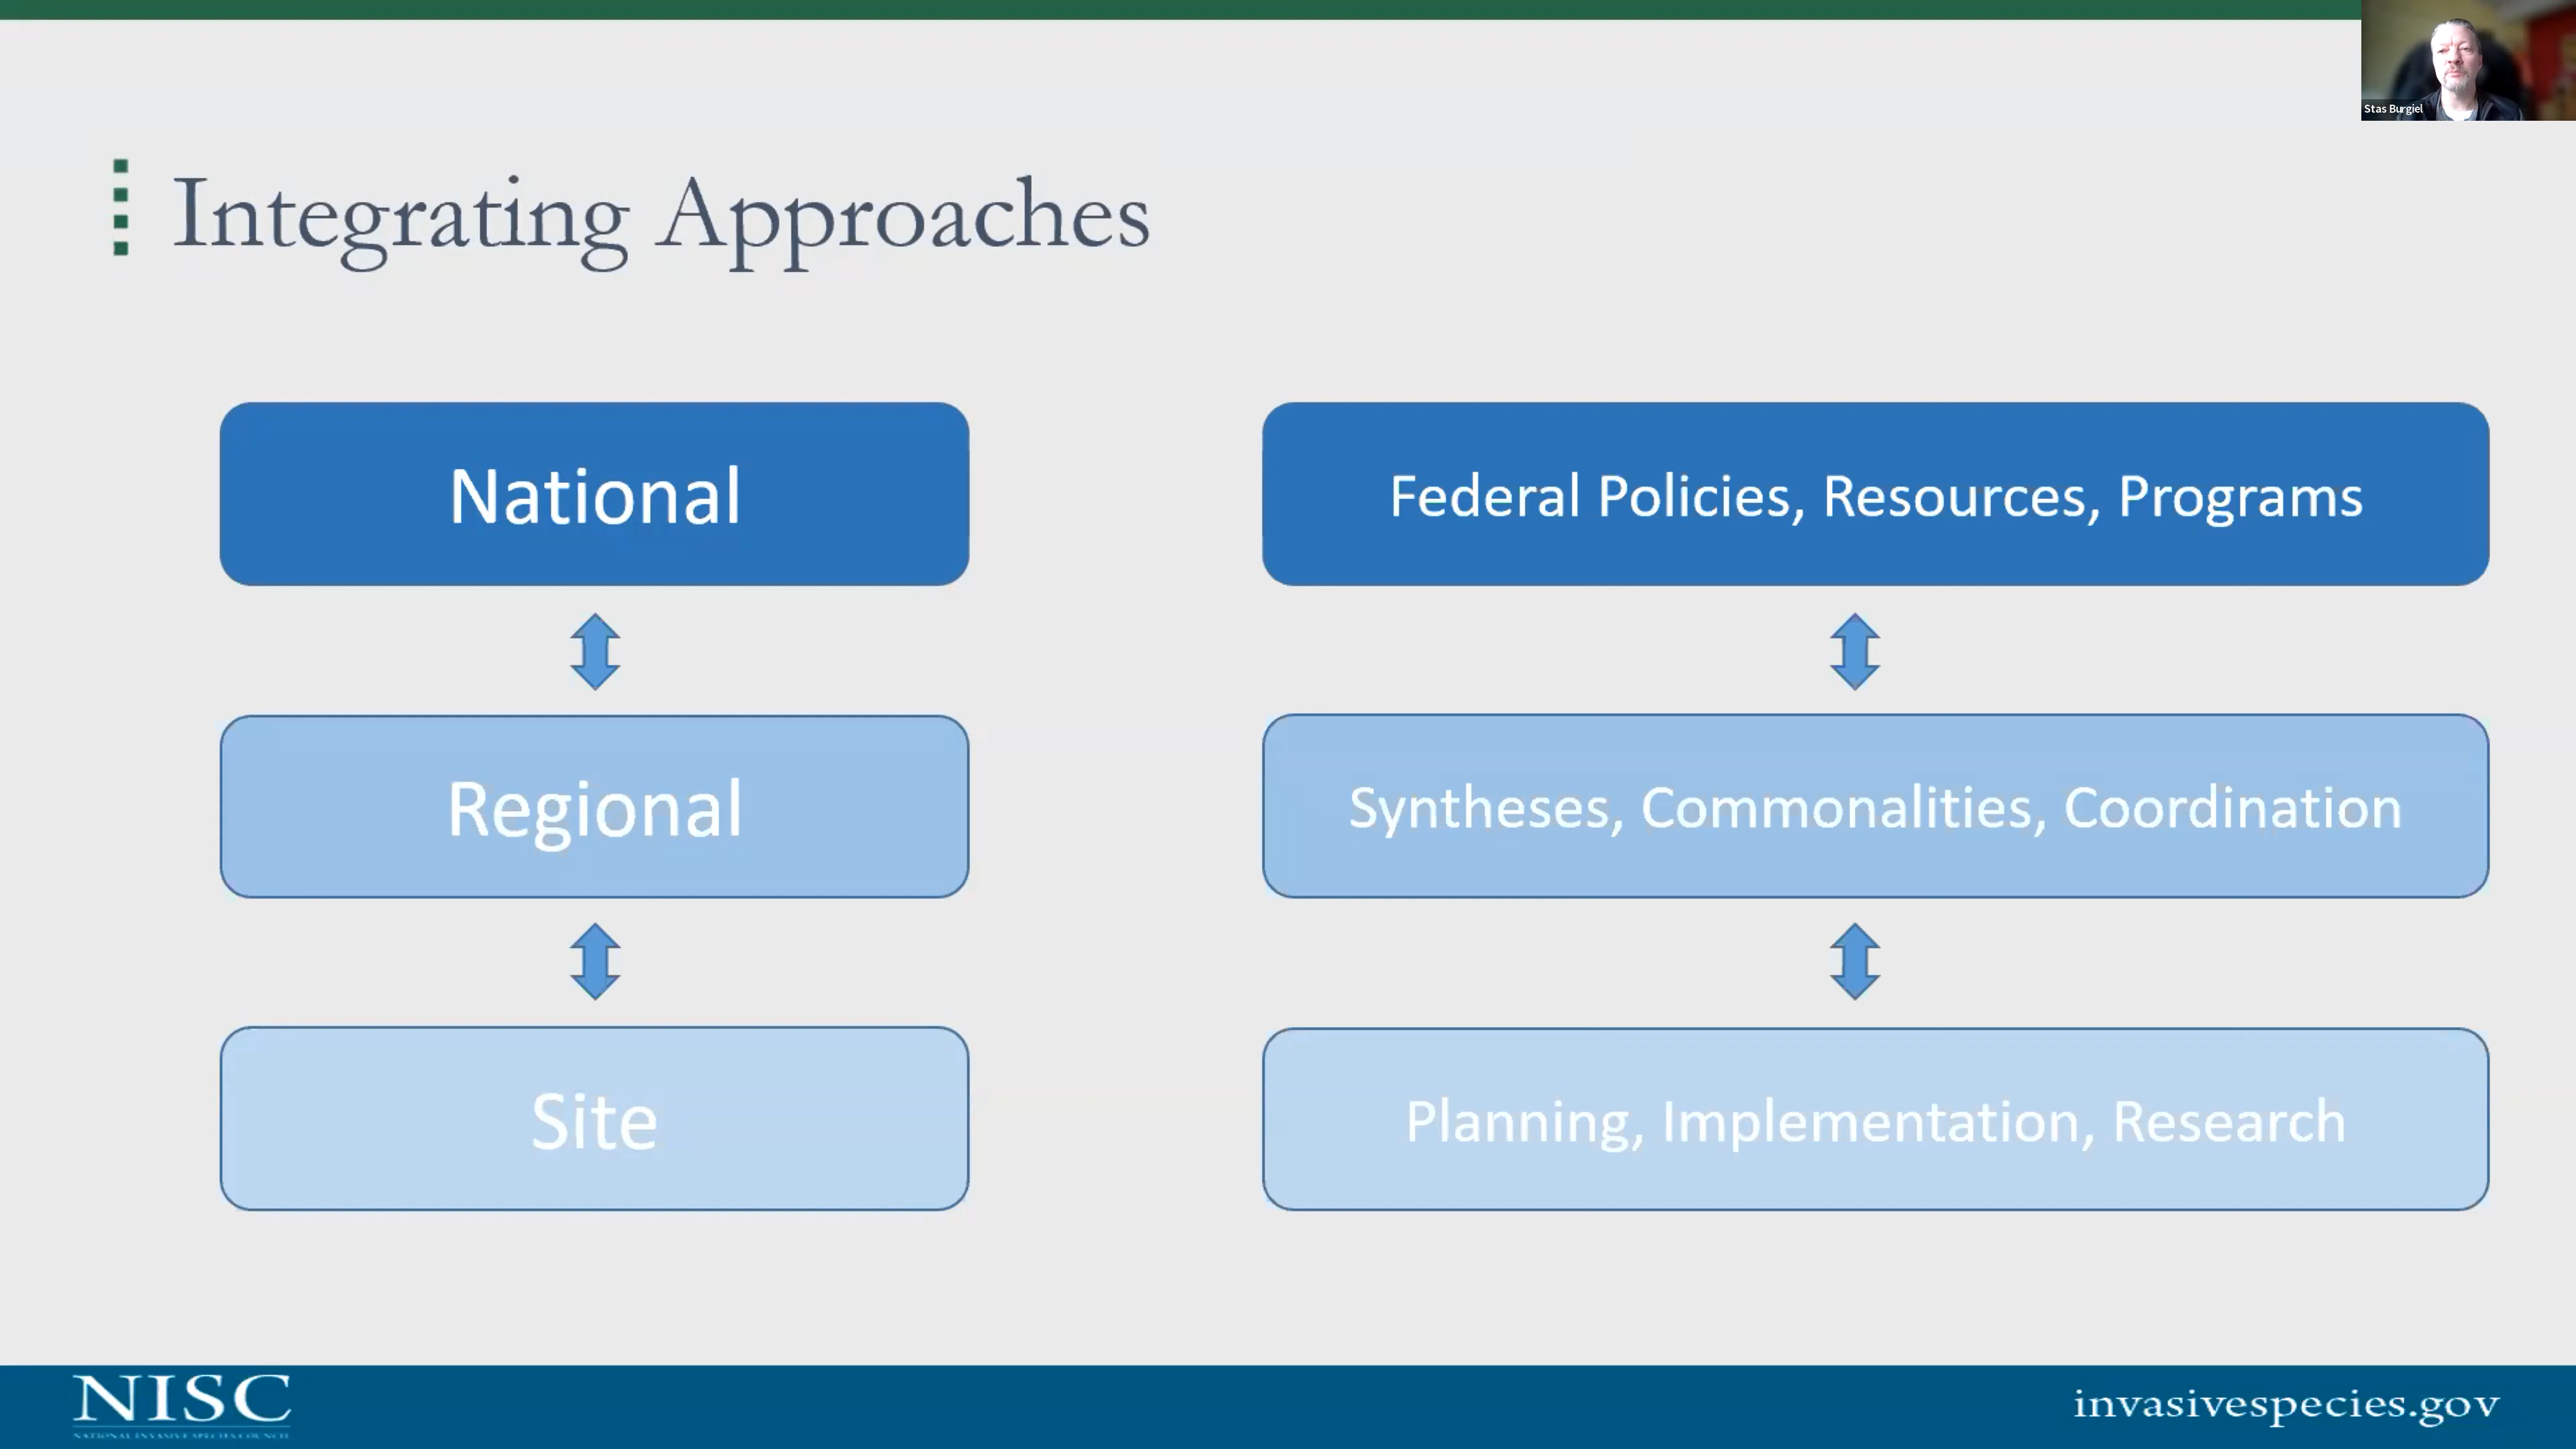 Stas Burgiel
Integrating Approaches
National
Federal Policies, Resources, Programs
Regional
Syntheses, Commonalities, Coordination
Site
Planning, Implementation, Research
NISC
NATIONAL INVASIVE SPECIES COUNCIL
invasivespecies.gov